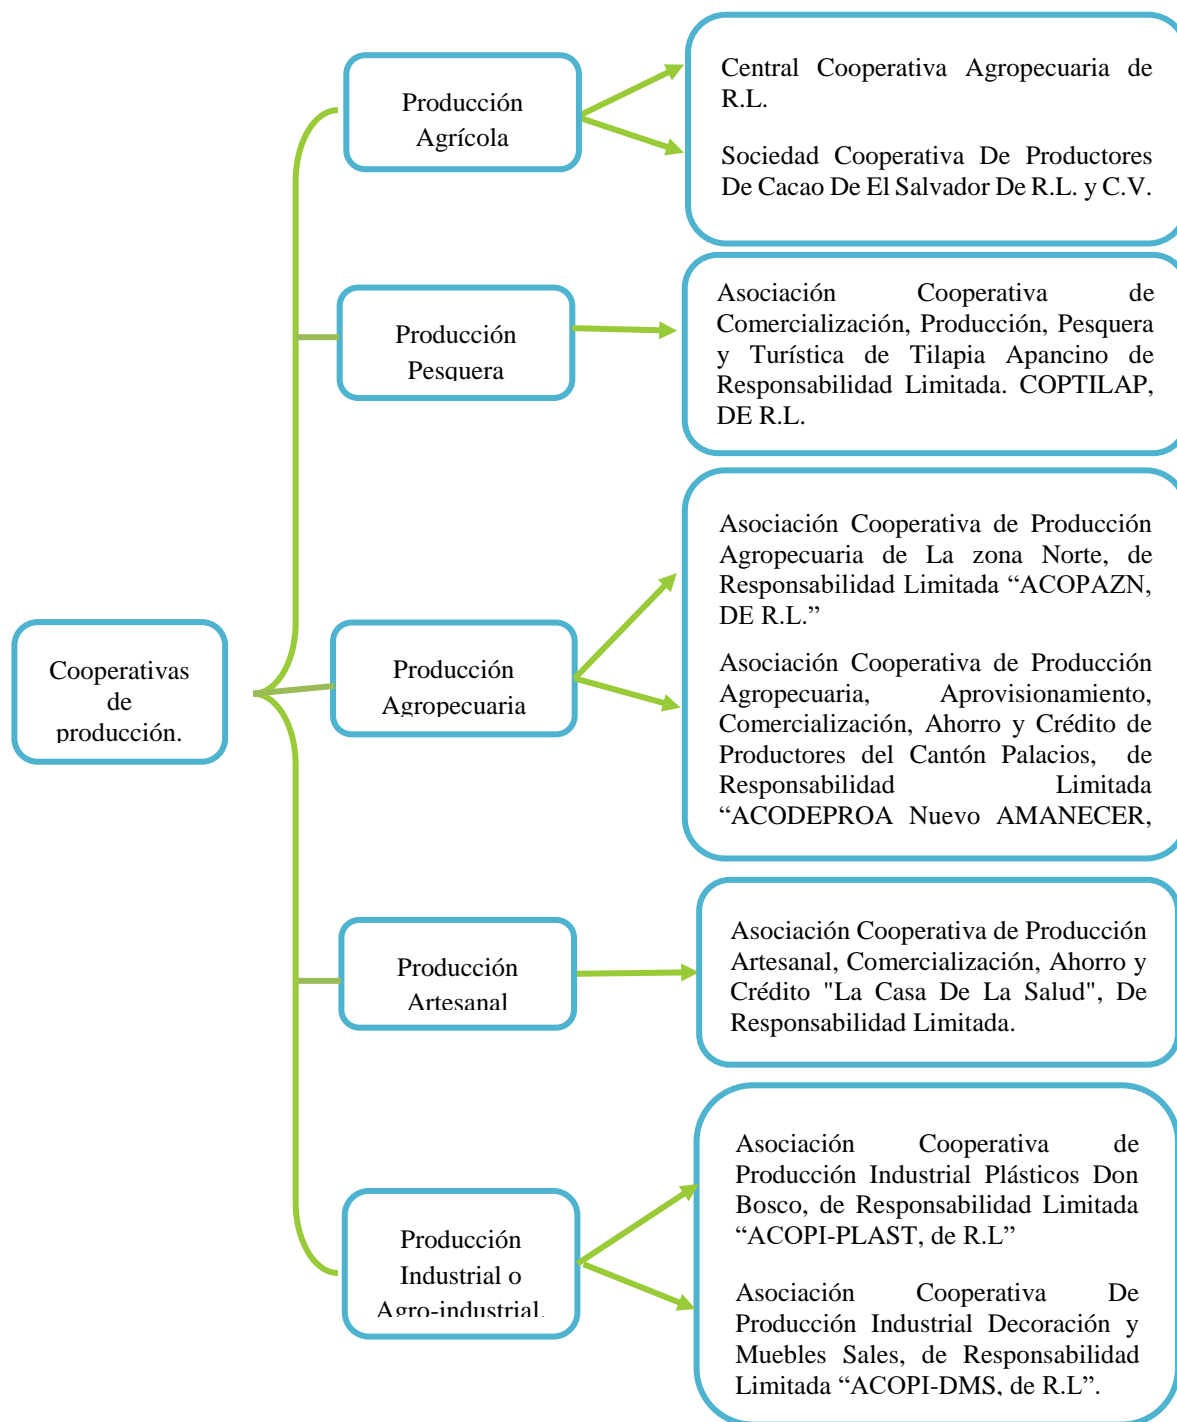 Cooperativas
de
producción.
Producción
Agrícola
Central Cooperativa Agropecuaria de
R.L.
Sociedad Cooperativa De Productores
De Cacao De El Salvador De R.L. y C.V.
Producción
Pesquera
Asociación Cooperativa de
Comercialización, Producción, Pesquera
y Turística de Tilapia Apancino de
Responsabilidad Limitada. COPTILAP,
DE R.L.
Producción
Agropecuaria
Asociación Cooperativa de Producción
Agropecuaria de La zona Norte, de
Responsabilidad Limitada “ACOPAZN,
DE R.L.”
Asociación Cooperativa de Producción
Agropecuaria, Aprovisionamiento,
Comercialización, Ahorro y Crédito de
Productores del Cantón Palacios, de
Responsabilidad Limitada
“ACODEPROA Nuevo AMANECER,
Producción
Artesanal
Asociación Cooperativa de Producción
Artesanal, Comercialización, Ahorro y
Crédito "La Casa De La Salud", De
Responsabilidad Limitada.
Producción
Industrial o
Agro-industrial.
Asociación Cooperativa de
Producción Industrial Plásticos Don
Bosco, de Responsabilidad Limitada
“ACOPI-PLAST, de R.L”
Asociación Cooperativa De
Producción Industrial Decoración y
Muebles Sales, de Responsabilidad
Limitada “ACOPI-DMS, de R.L”.